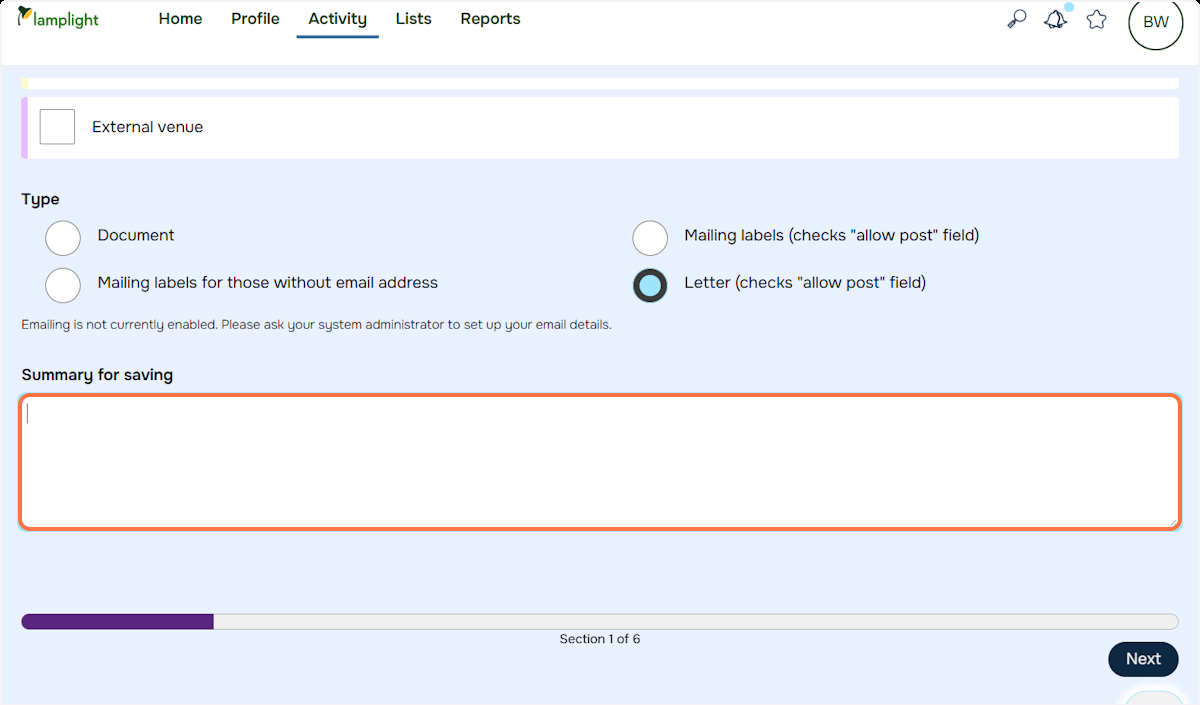 lamplight Home Profile Activity Lists Reports BW
External venue
Type
Document Mailing labels (checks "allow post" field)
Mailing labels for those without email address Letter (checks "allow post" field)
Emailing is not currently enabled. Please ask your system administrator to set up your email details.
Summary for saving
Section 1 of 6
Next